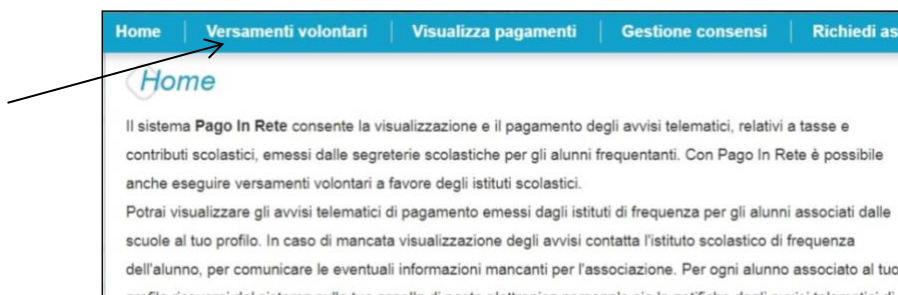 Home Versamenti volontari Visualizza pagamenti Gestione consensi Richiedi as
Home
Il sistema Pago In Rete consente la visualizzazione e il pagamento degli avvisi telematici, relativi a tasse e
contributi scolastici, emessi dalle segreterie scolastiche per gli alunni frequentanti. Con Pago In Rete è possibile
anche eseguire versamenti volontari a favore degli istituti scolastici.
Potrai visualizzare gli avvisi telematici di pagamento emessi dagli istituti di frequenza per gli alunni associati dalle
scuole al tuo profilo. In caso di mancata visualizzazione degli avvisi contatta l'istituto scolastico di frequenza
dell'alunno, per comunicare le eventuali informazioni mancanti per l'associazione. Per ogni alunno associato al tuo